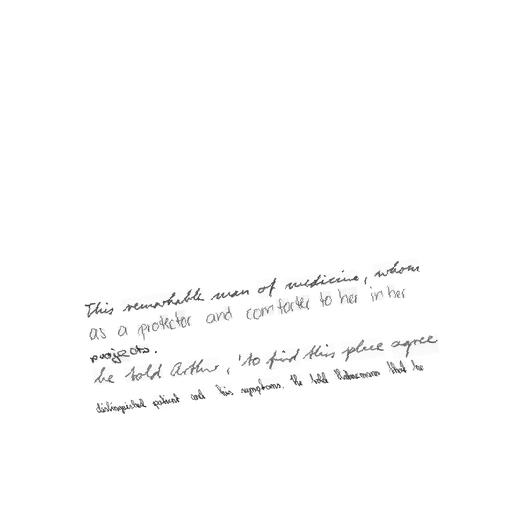 This remarkable man of medicine, whom
as a protector and comforter to her in her
projects.
he told Arthur, 'to find this place agree
distinguished patient and his symptoms. He told that he